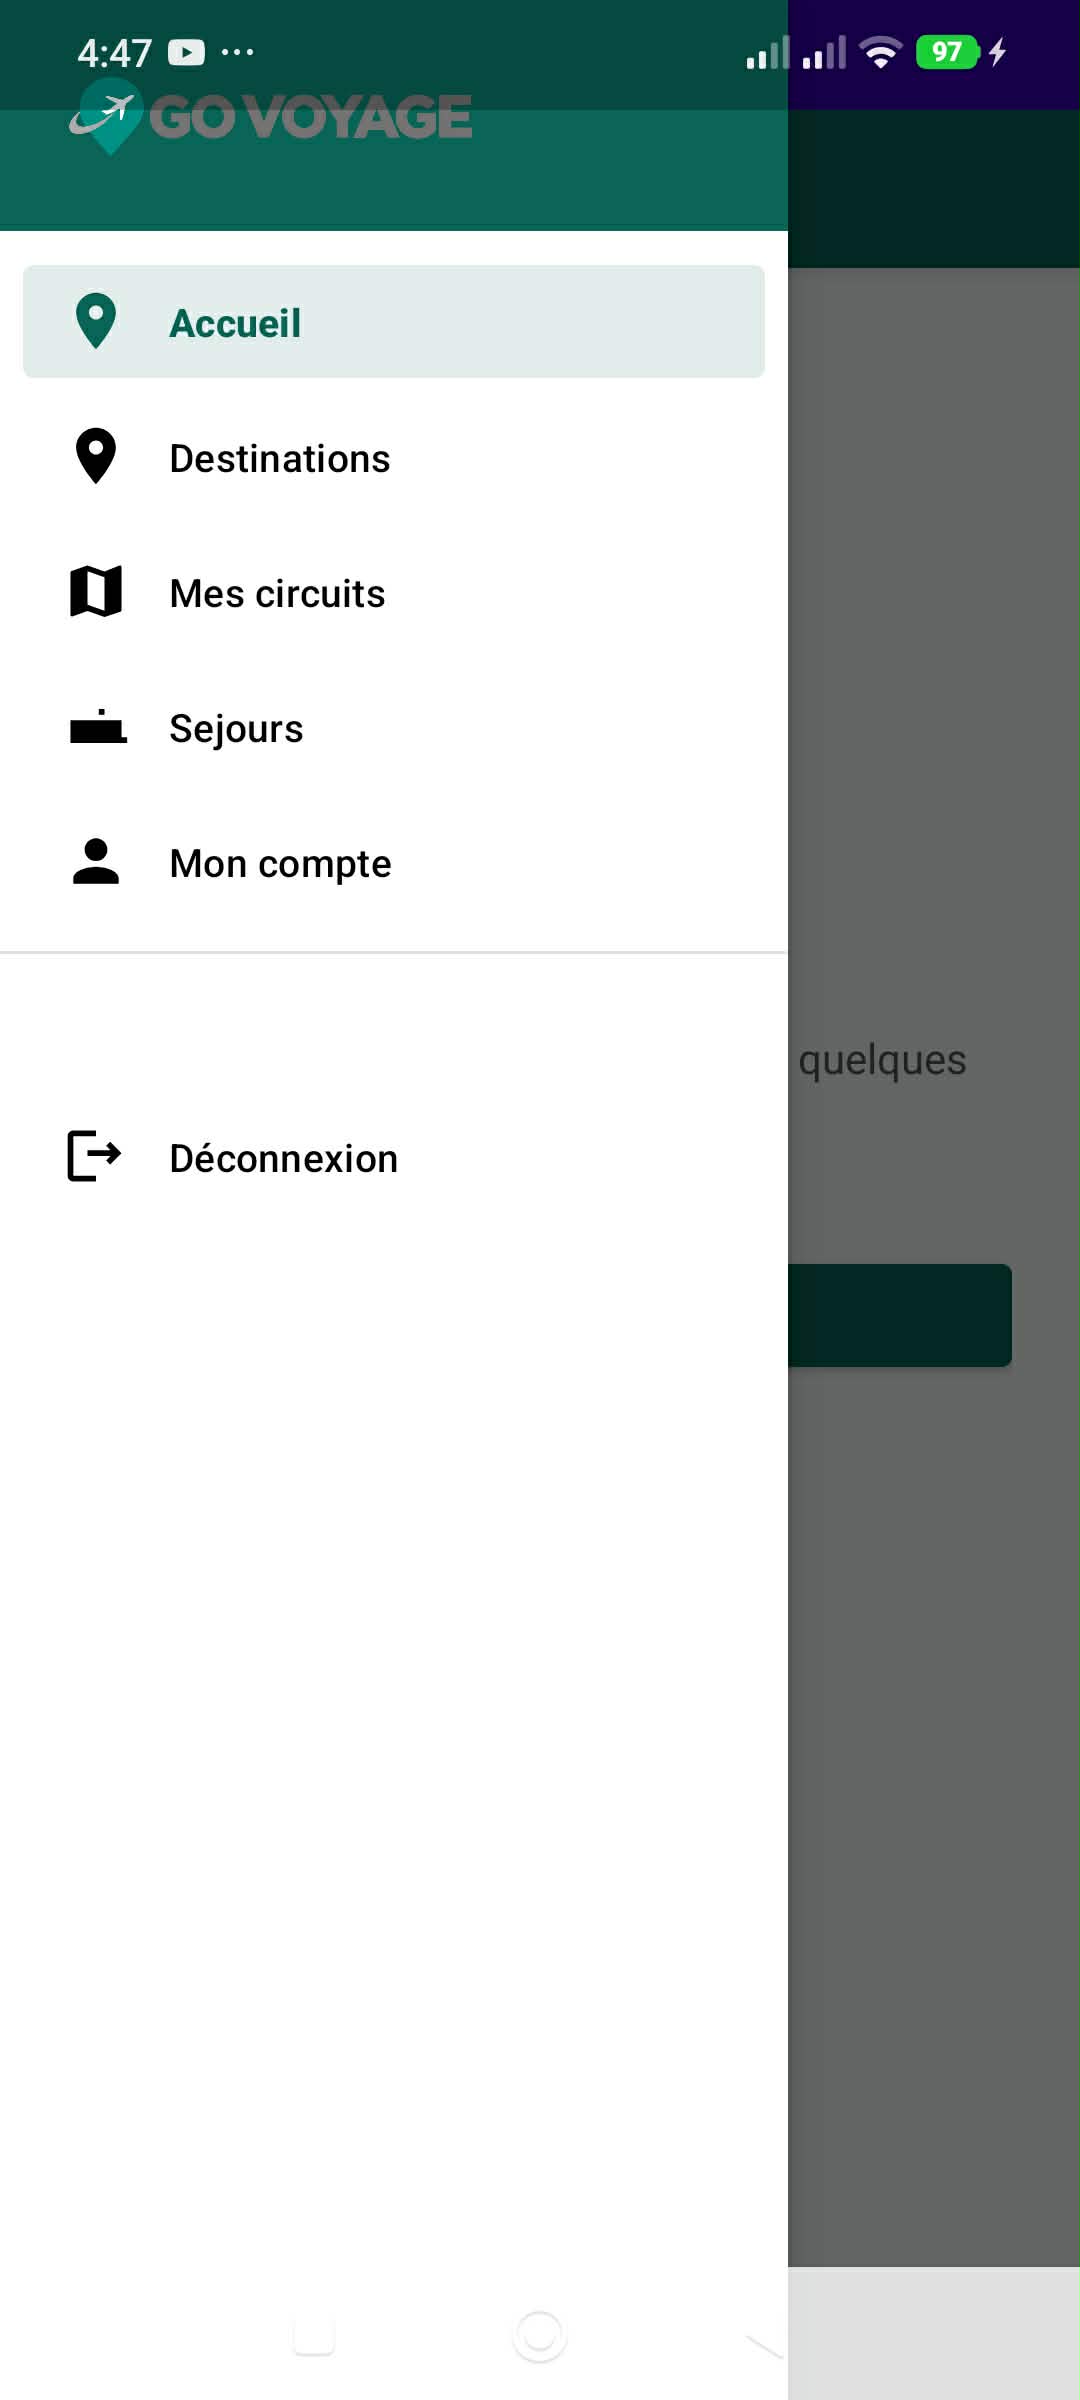 4:47
97
GO VOYAGE
Accueil
Destinations
Mes circuits
Sejours
Mon compte
quelques
Déconnexion